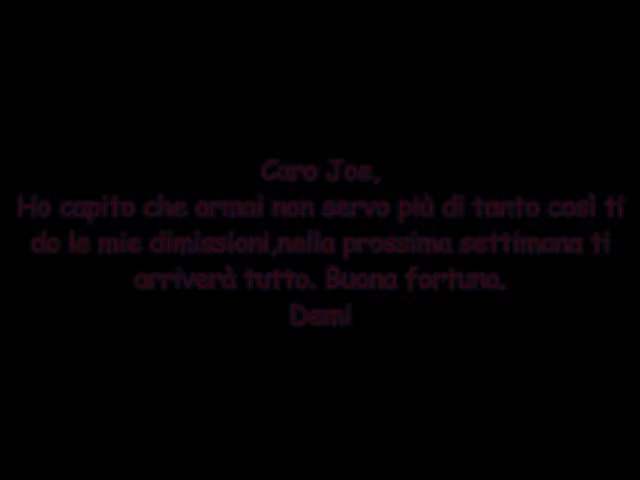 Caro Joe,
Ho capito che ormai non servo più di tanto così ti
do le mie dimissioni,nella prossima settimana ti
arriverà tutto. Buona fortuna.
Demi